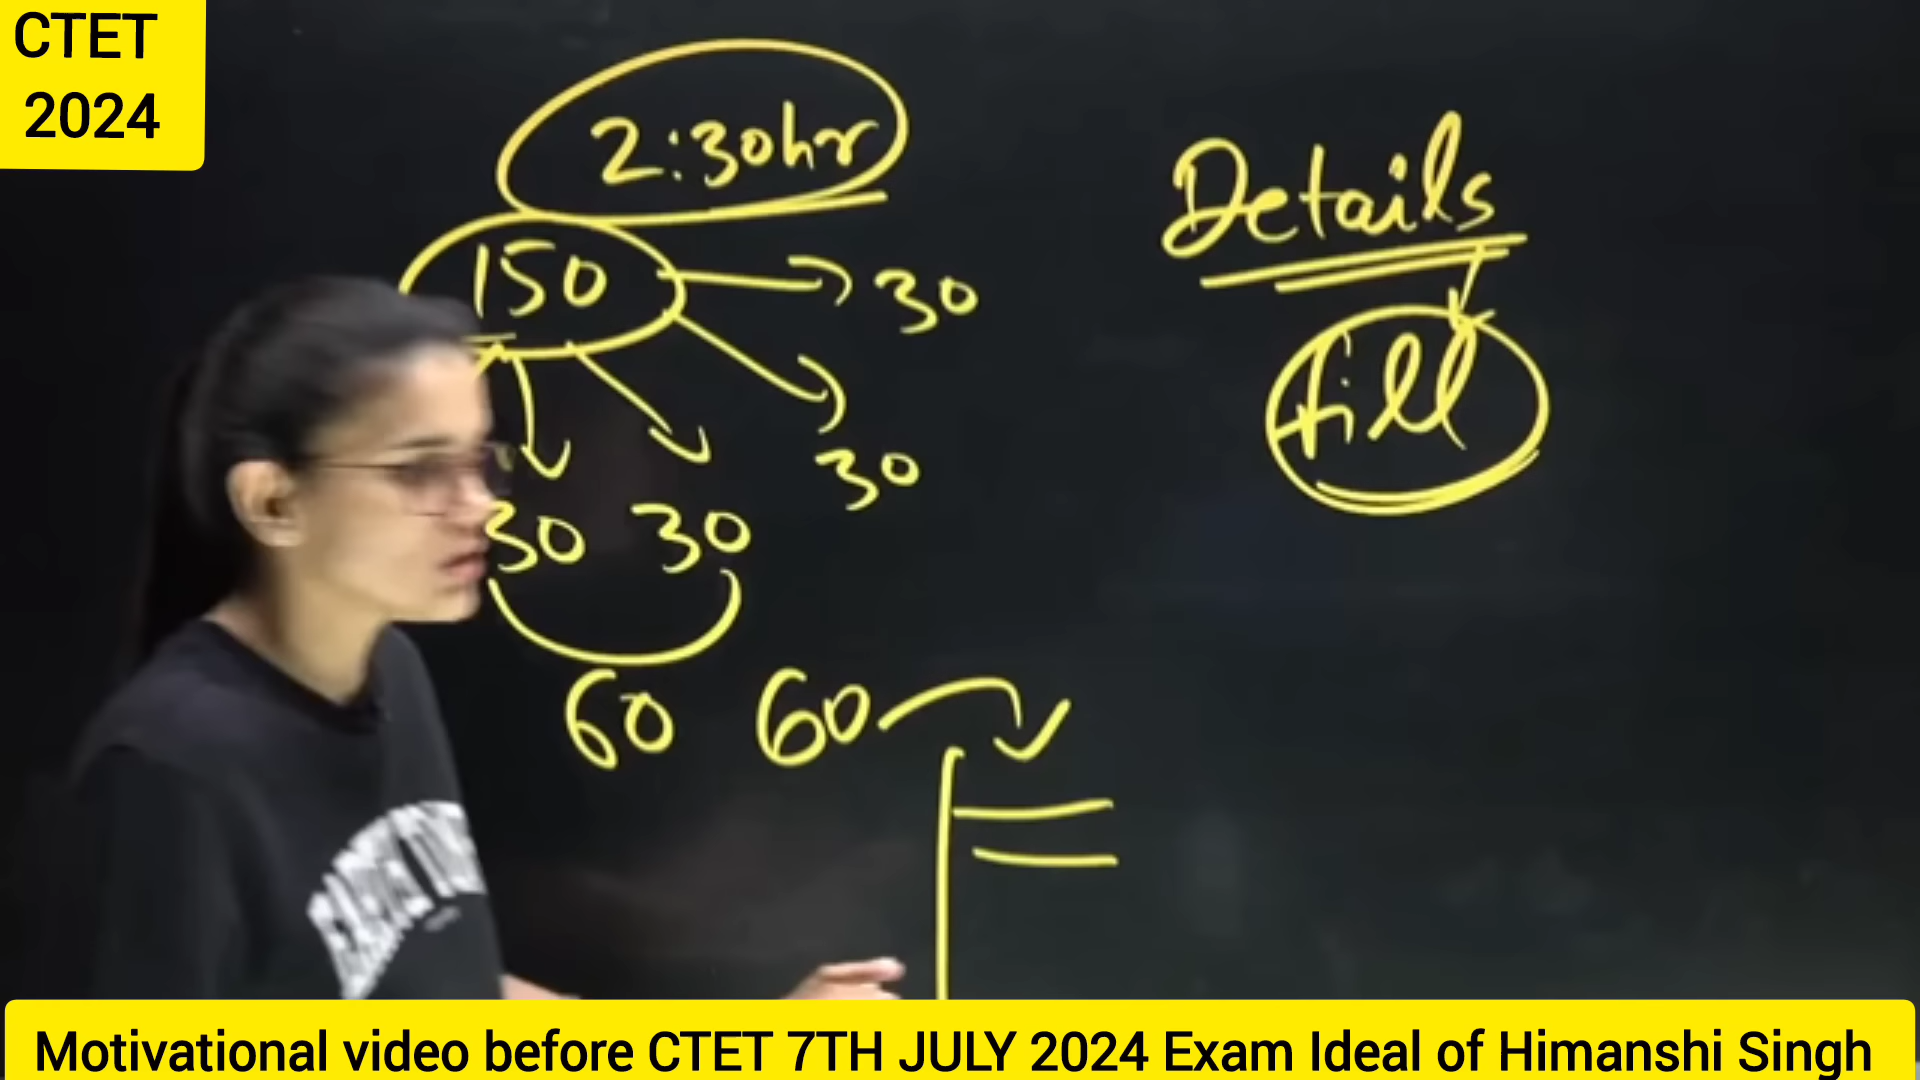 CTET
2024
2:30hr
150
30
30
30 30
60 60
Details
fill
Motivational video before CTET 7TH JULY 2024 Exam Ideal of Himanshi Singh